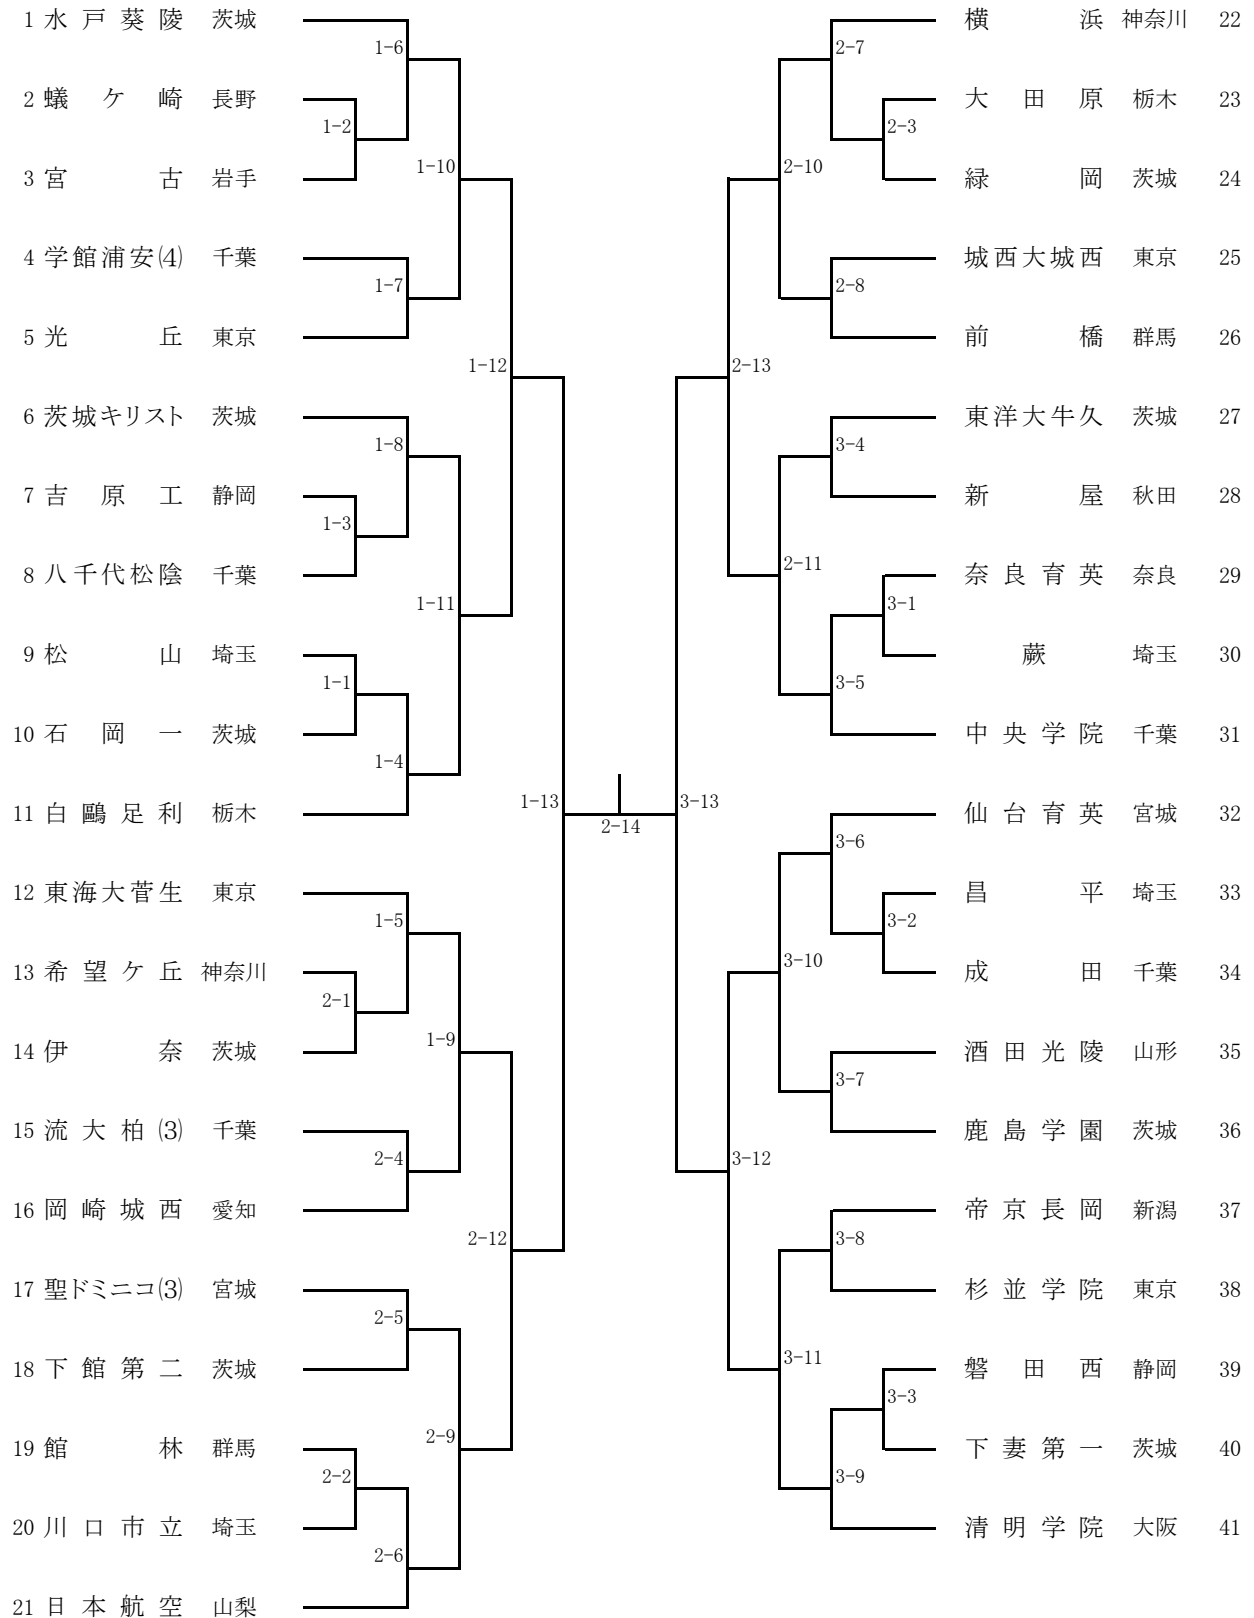 1 水戸葵陵 茨城
1-6
2 蟻ケ崎 長野
1-2
3 宮古 岩手
1-10
4 学館浦安(4) 千葉
1-7
5 光丘 東京
1-12
6 茨城キリスト 茨城
1-8
7 吉原工 静岡
1-3
8 八千代松陰 千葉
1-11
9 松山 埼玉
1-1
10 石岡一 茨城
1-4
11 白鷗足利 栃木
1-13
12 東海大菅生 東京
1-5
13 希望ケ丘 神奈川
2-1
14 伊奈 茨城
1-9
15 流大柏(3) 千葉
2-4
16 岡崎城西 愛知
2-12
17 聖ドミニコ(3) 宮城
2-5
18 下館第二 茨城
2-9
19 館林 群馬
2-2
20 川口市立 埼玉
2-6
21 日本航空 山梨
2-14
横浜 神奈川 22
2-7
大田原 栃木 23
2-3
緑岡 茨城 24
2-10
城西大城西 東京 25
2-8
前橋 群馬 26
2-13
東洋大牛久 茨城 27
3-4
新屋 秋田 28
2-11
奈良育英 奈良 29
3-1
蕨 埼玉 30
3-5
中央学院 千葉 31
3-13
仙台育英 宮城 32
3-6
昌平 埼玉 33
3-2
成田 千葉 34
3-10
酒田光陵 山形 35
3-7
鹿島学園 茨城 36
3-12
帝京長岡 新潟 37
3-8
杉並学院 東京 38
3-11
磐田西 静岡 39
3-3
下妻第一 茨城 40
3-9
清明学院 大阪 41